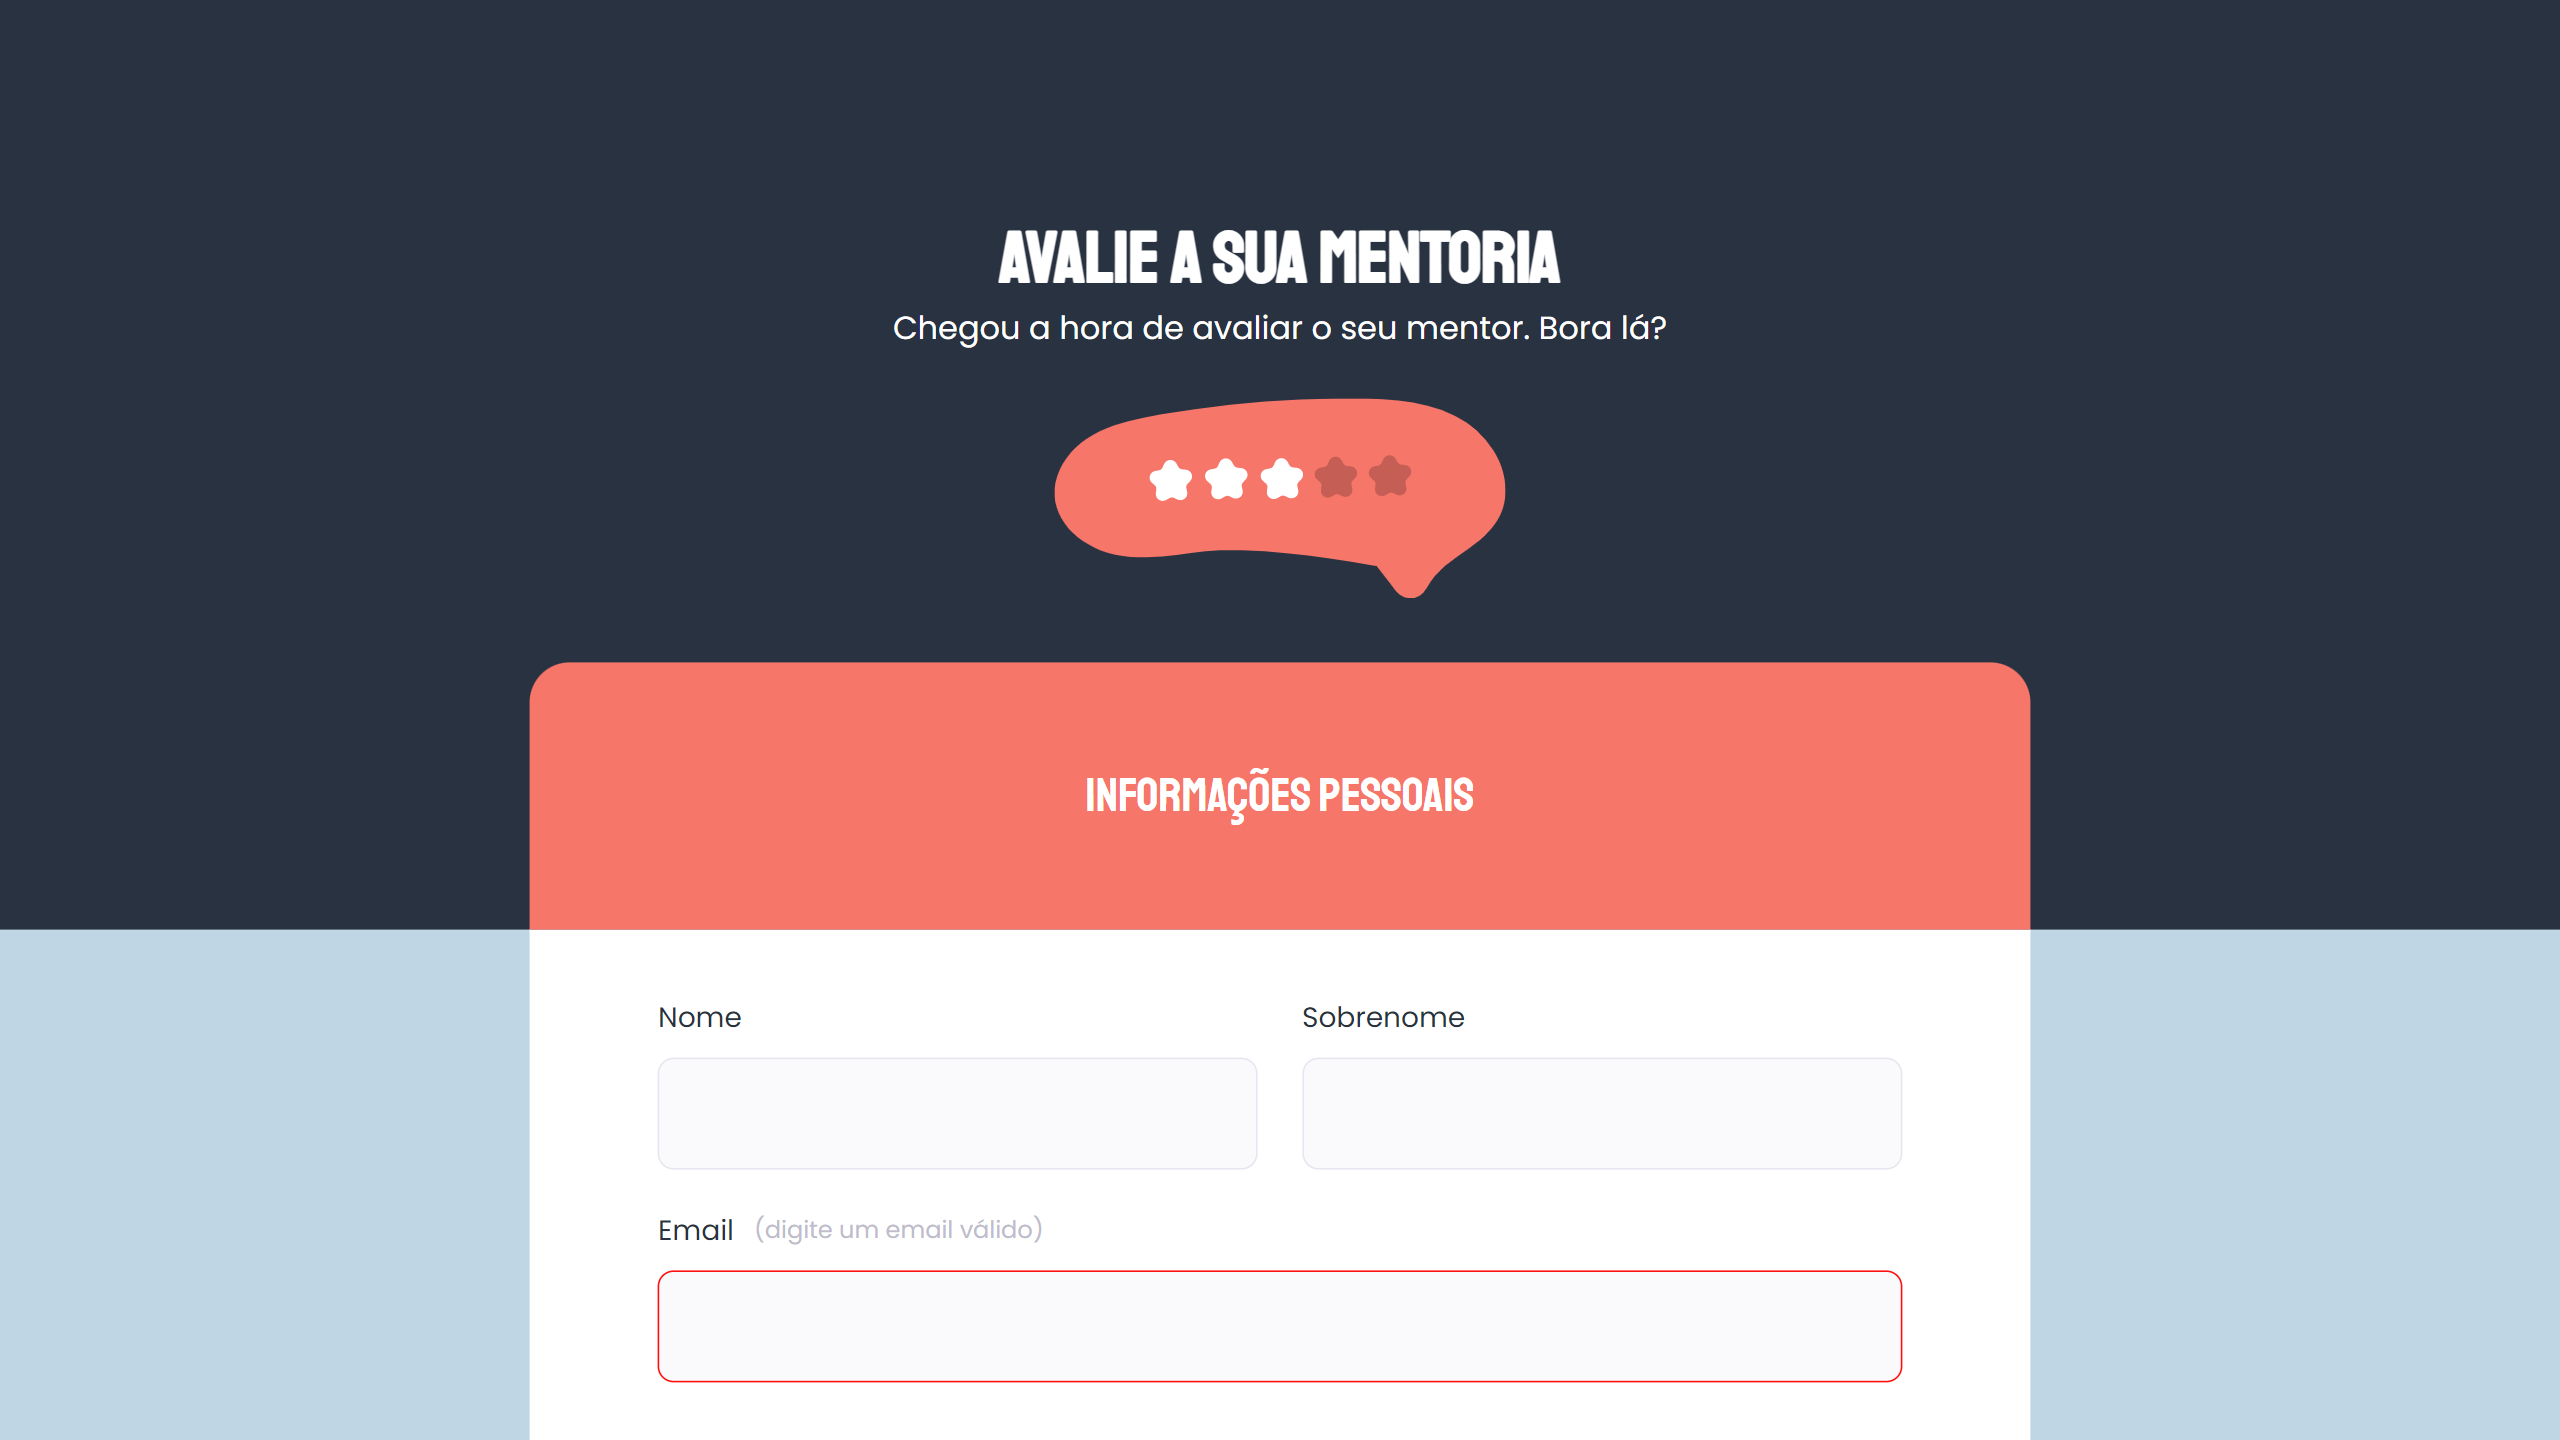 AVALIE A SUA MENTORIA
Chegou a hora de avaliar o seu mentor. Bora lá?
INFORMAÇÕES PESSOAIS
Nome
Sobrenome
Email (digite um email válido)